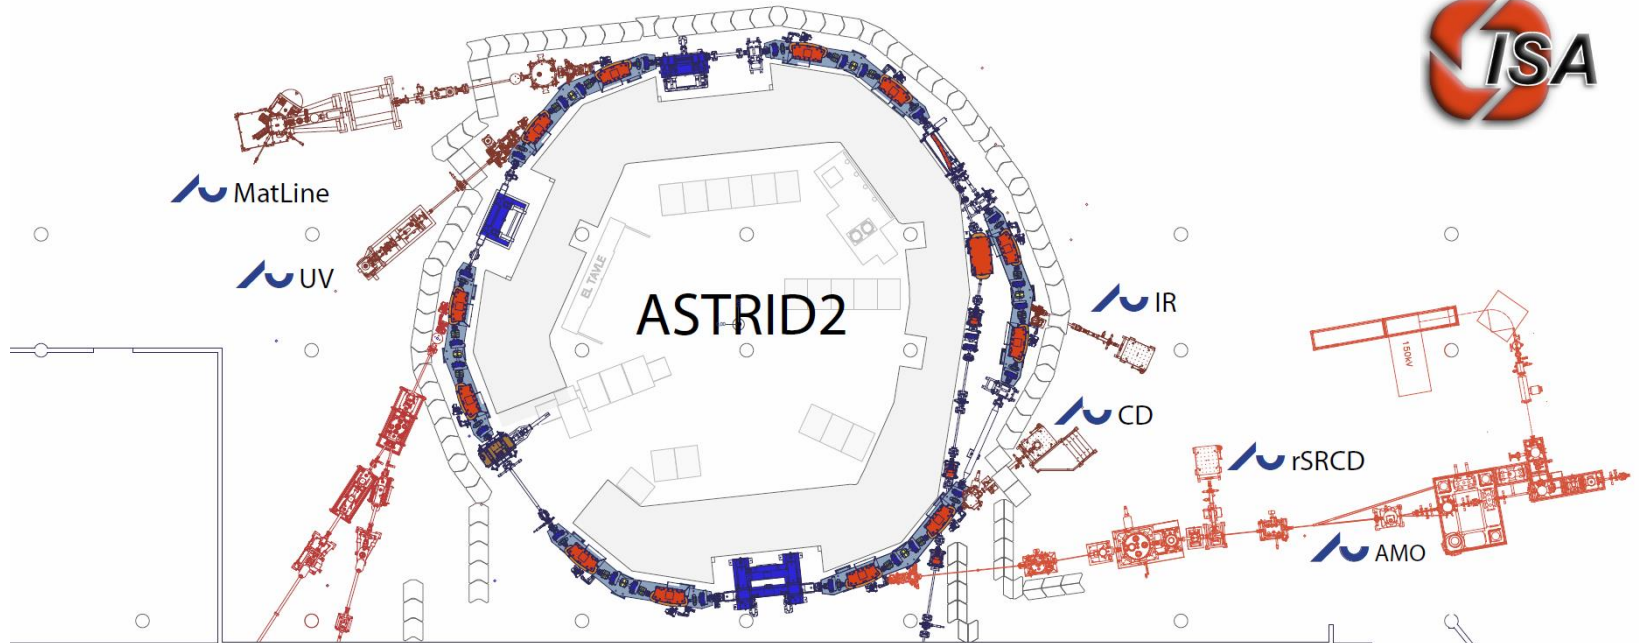 ISA
MatLine
UV
EL TAVLE
ASTRID2
IR
150kV
CD
rSRCD
AMO